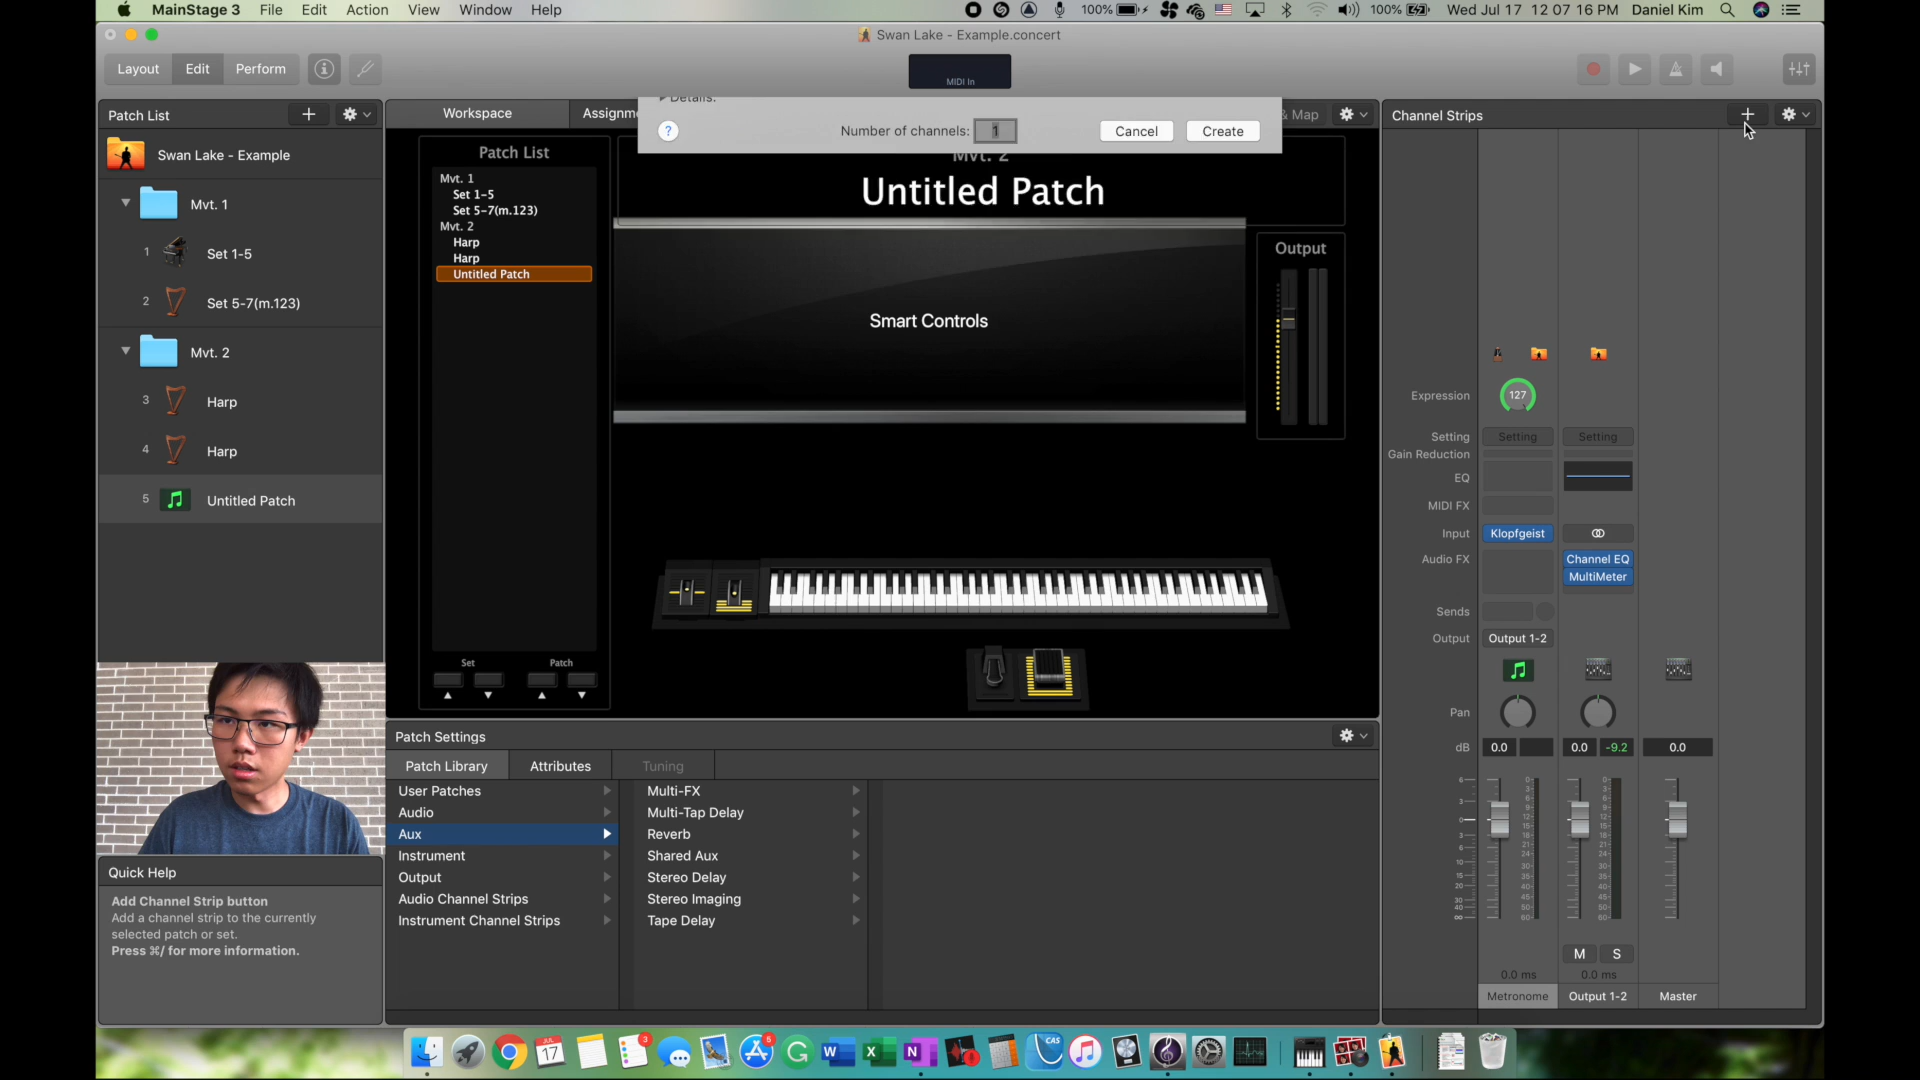 MainStage 3 File Edit Action View Window Help 100% 100% Wed Jul 17 12 07 16 PM Daniel Kim
Swan Lake - Example.concert
Layout Edit Perform
MIDI In
Patch List
Workspace
Assignm
Details:
Number of channels: 1
Cancel
Create
& Map
Channel Strips
Swan Lake - Example
Mvt. 1
1 Set 1-5
2 Set 5-7(m.123)
Mvt. 2
3 Harp
4 Harp
5 Untitled Patch
Patch List
Mvt. 1
Set 1-5
Set 5-7(m.123)
Mvt. 2
Harp
Harp
Untitled Patch
Set
Patch
Mvt. 2
Untitled Patch
Smart Controls
Output
Expression 127
Setting Setting Setting
Gain Reduction
EQ
MIDI FX
Input Klopfgeist
Audio FX Channel EQ
MultiMeter
Sends
Output Output 1-2
Pan
dB 0.0 0.0 -9.2 0.0
M S
0.0 ms 0.0 ms
Metronome Output 1-2 Master
Patch Settings
Patch Library Attributes Tuning
User Patches
Audio
Aux
Instrument
Output
Audio Channel Strips
Instrument Channel Strips
Multi-FX
Multi-Tap Delay
Reverb
Shared Aux
Stereo Delay
Stereo Imaging
Tape Delay
Quick Help
Add Channel Strip button
Add a channel strip to the currently
selected patch or set.
Press ⌘/ for more information.